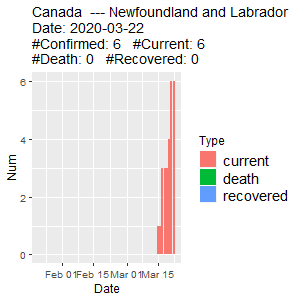 Canada  --- Newfoundland and Labrador
Date: 2020-03-22
#Confirmed: 6   #Current: 6
#Death: 0   #Recovered: 0
Num
6
4
2
0
Feb 01 Feb 15 Mar 01 Mar 15
Date
Type
current
death
recovered